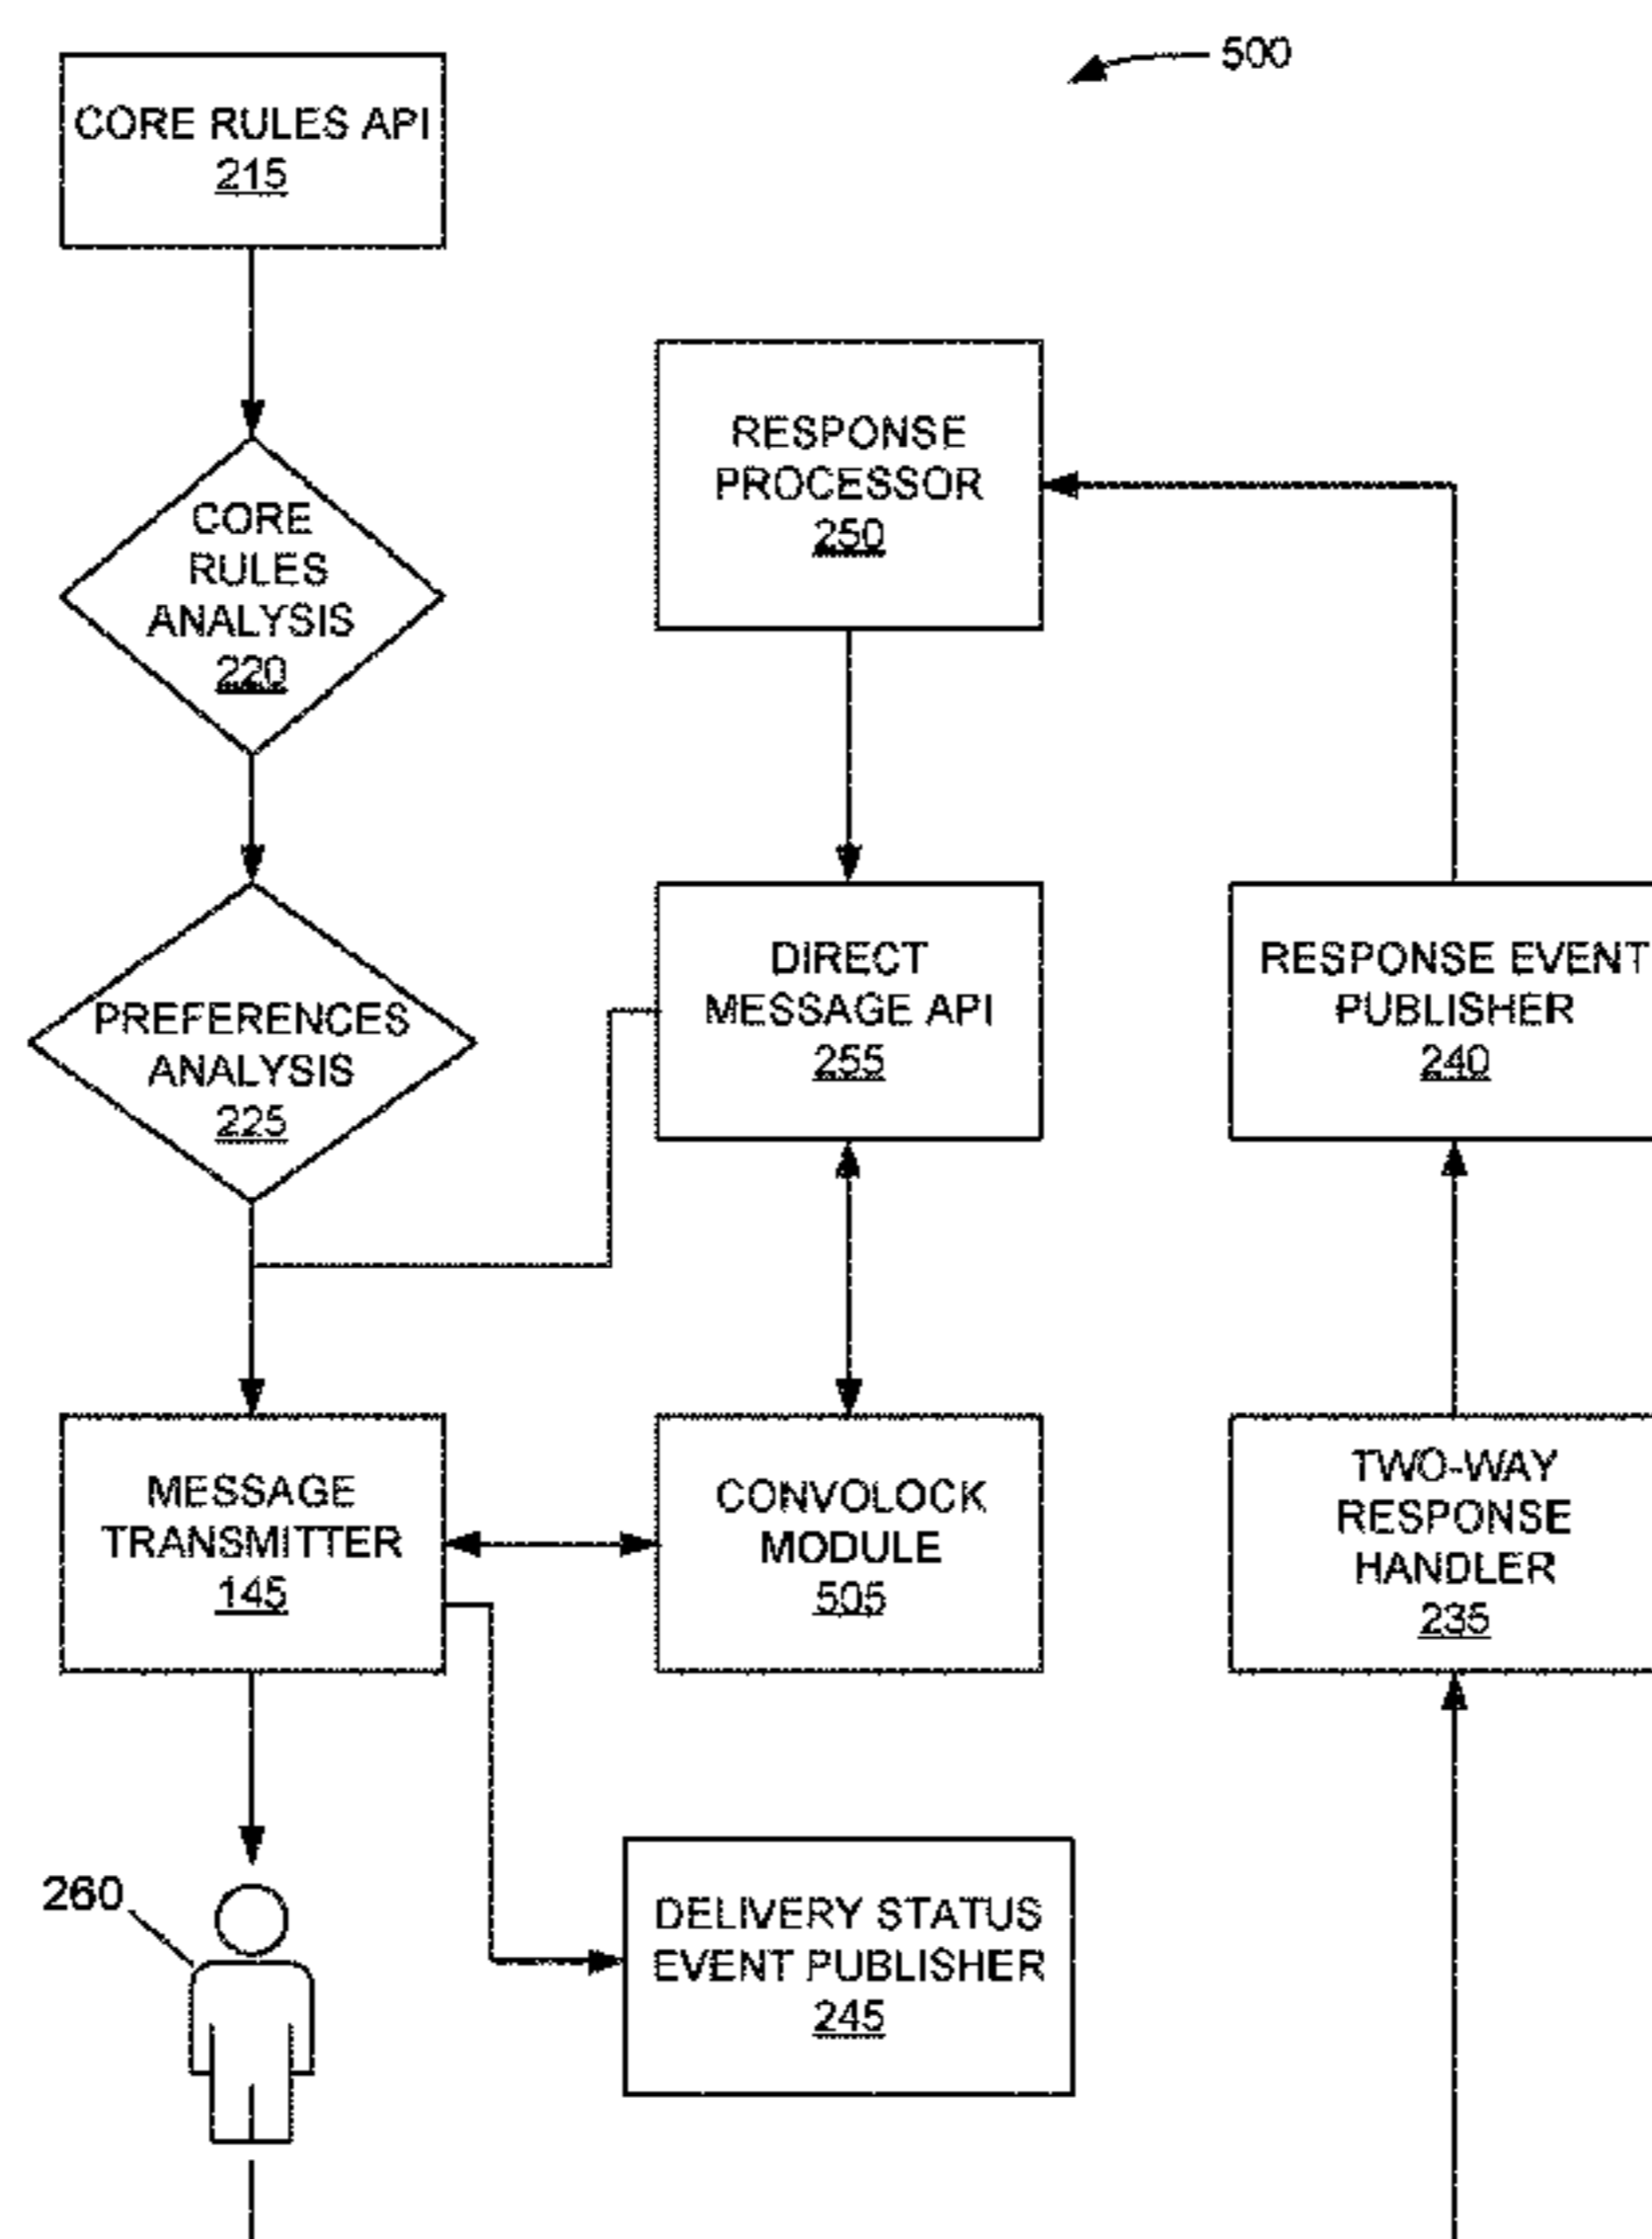 500
CORE RULES API
215
CORE
RULES
ANALYSIS
220
RESPONSE
PROCESSOR
250
PREFERENCES
ANALYSIS
225
DIRECT
MESSAGE API
255
RESPONSE EVENT
PUBLISHER
240
MESSAGE
TRANSMITTER
145
CONVOLOCK
MODULE
505
TWO-WAY
RESPONSE
HANDLER
235
260
DELIVERY STATUS
EVENT PUBLISHER
245